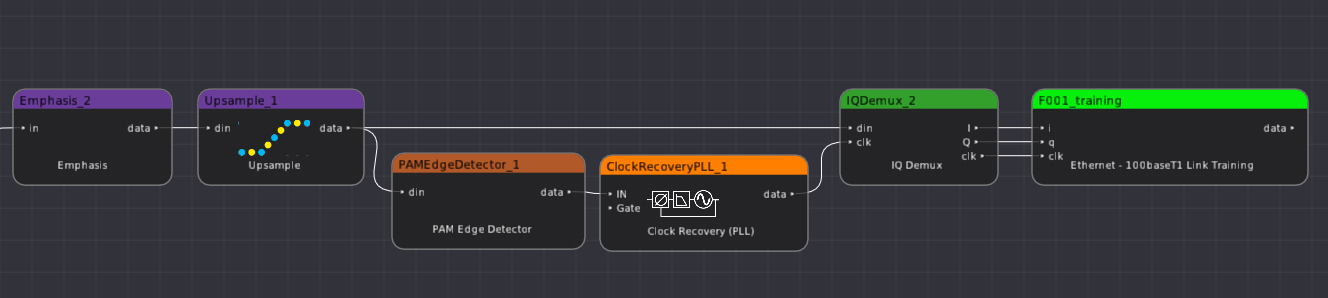 Emphasis_2
in
data
Emphasis
Upsample_1
din
data
Upsample
PAMEdgeDetector_1
din
data
PAM Edge Detector
ClockRecoveryPLL_1
IN
Gate
data
Clock Recovery (PLL)
IQDemux_2
din
clk
I
Q
clk
IQ Demux
F001_training
i
q
clk
data
Ethernet - 100baseT1 Link Training